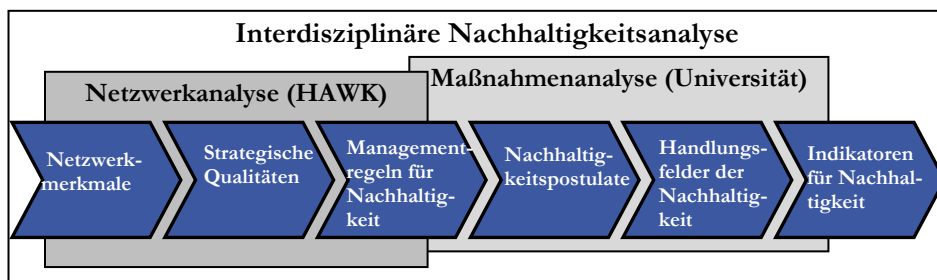 Interdisziplinäre Nachhaltigkeitsanalyse
Netzwerkanalyse (HAWK)
Maßnahmenanalyse (Universität)
Netzwerk-
merkmale
Strategische
Qualitäten
Management-
regeln für
Nachhaltig-
keit
Nachhaltig-
keitspostulate
Handlungs-
felder der
Nachhaltig-
keit
Indikatoren
für Nachhal-
tigkeit